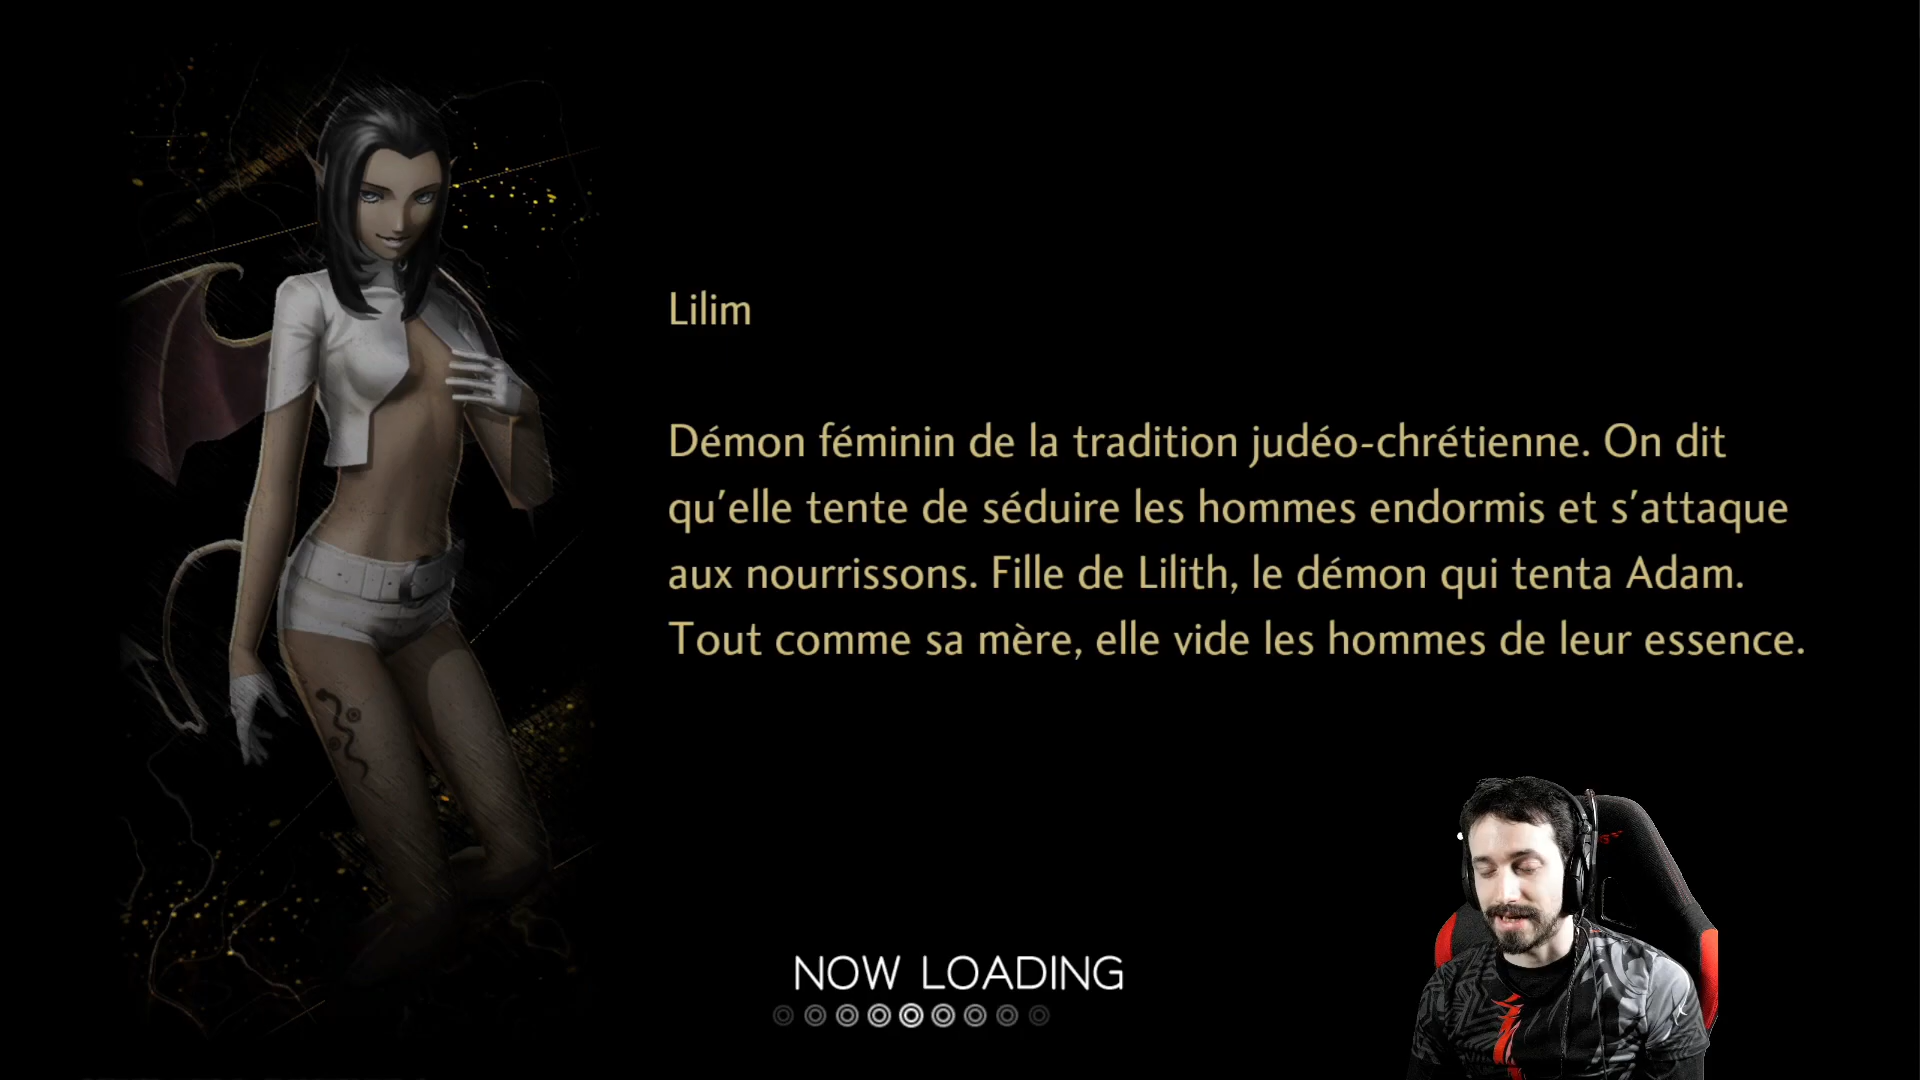 Lilim
Démon féminin de la tradition judéo-chrétienne. On dit
qu'elle tente de séduire les hommes endormis et s'attaque
aux nourrissons. Fille de Lilith, le démon qui tenta Adam.
Tout comme sa mère, elle vide les hommes de leur essence.
NOW LOADING